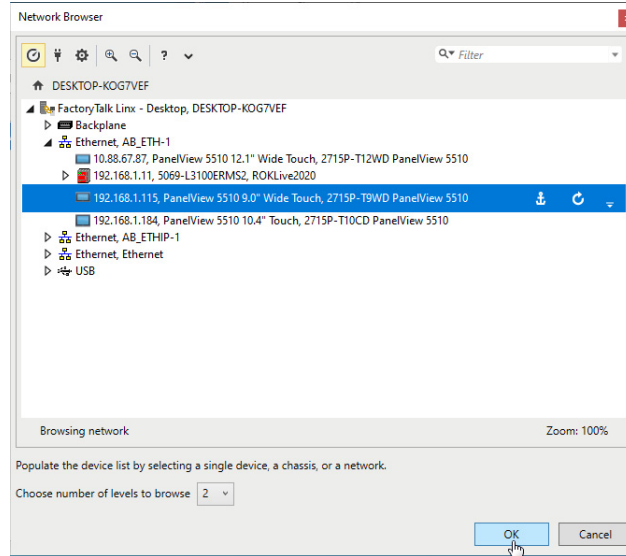 Network Browser
? Filter
DESKTOP-KOG7VEF
FactoryTalk Linx - Desktop, DESKTOP-KOG7VEF
Backplane
Ethernet, AB_ETH-1
10.88.67.87, PanelView 5510 12.1" Wide Touch, 2715P-T12WD PanelView 5510
192.168.1.11, 5069-L3100ERMS2, ROKLive2020
192.168.1.115, PanelView 5510 9.0" Wide Touch, 2715P-T9WD PanelView 5510
192.168.1.184, PanelView 5510 10.4" Touch, 2715P-T10CD PanelView 5510
Ethernet, AB_ETHIP-1
Ethernet, Ethernet
USB
Browsing network Zoom: 100%
Populate the device list by selecting a single device, a chassis, or a network.
Choose number of levels to browse 2
OK Cancel